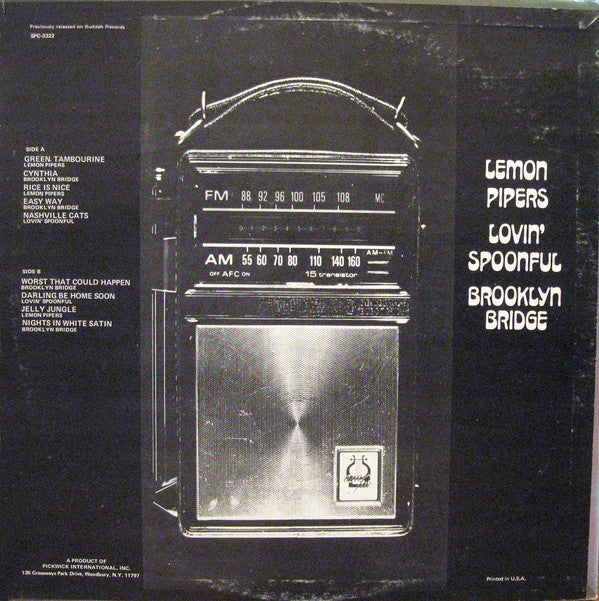 Previously released on Buddah Records
SPC-3322
SIDE A
GREEN TAMBOURINE
LEMON PIPERS
CYNTHIA
BROOKLYN BRIDGE
RICE IS NICE
LEMON PIPERS
EASY WAY
BROOKLYN BRIDGE
NASHVILLE CATS
LOVIN' SPOONFUL
SIDE B
WORST THAT COULD HAPPEN
BROOKLYN BRIDGE
DARLING BE HOME SOON
LOVIN' SPOONFUL
JELLY JUNGLE
LEMON PIPERS
NIGHTS IN WHITE SATIN
BROOKLYN BRIDGE
FM 88 92 96 100 105 108 MC
AM 55 60 70 80 110 140 160
AM–FM
OFF AFC ON 15 transistor
LEMON
PIPERS
LOVIN'
SPOONFUL
BROOKLYN
BRIDGE
A PRODUCT OF
PICKWICK INTERNATIONAL, INC.
135 Crossways Park Drive, Woodbury, N.Y. 11797
Printed in U.S.A.